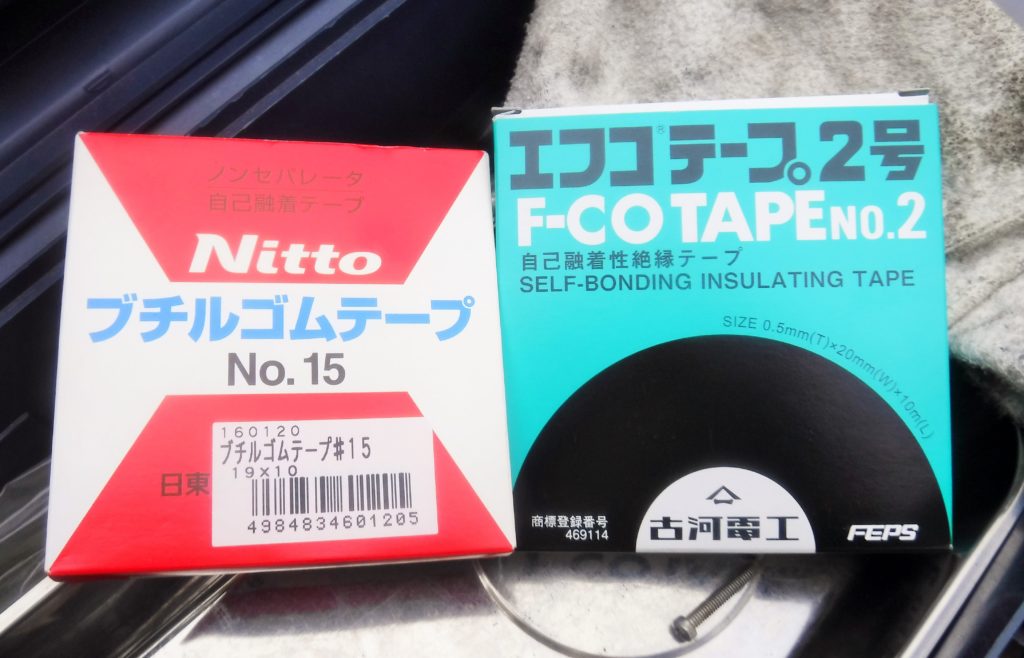 ノンセパレータ
自己融着テープ
Nitto
ブチルゴムテープ
No. 15
160120
ブチルゴムテープ#15
19×10
日東
4984834601205
エフコ®テープ。2号
F-CO TAPE NO.2
自己融着性絶縁テープ
SELF-BONDING INSULATING TAPE
SIZE 0.5mm(T)×20mm(W)×10m(L)
古河電工
商標登録番号
469114
FEPS